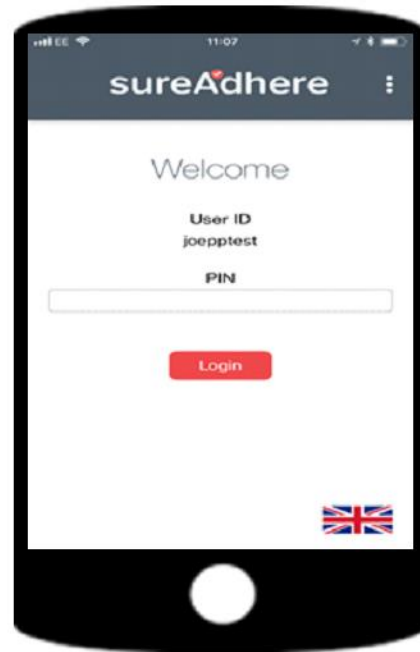 EE 11:07
sureAdhere
Welcome
User ID
joepptest
PIN
Login